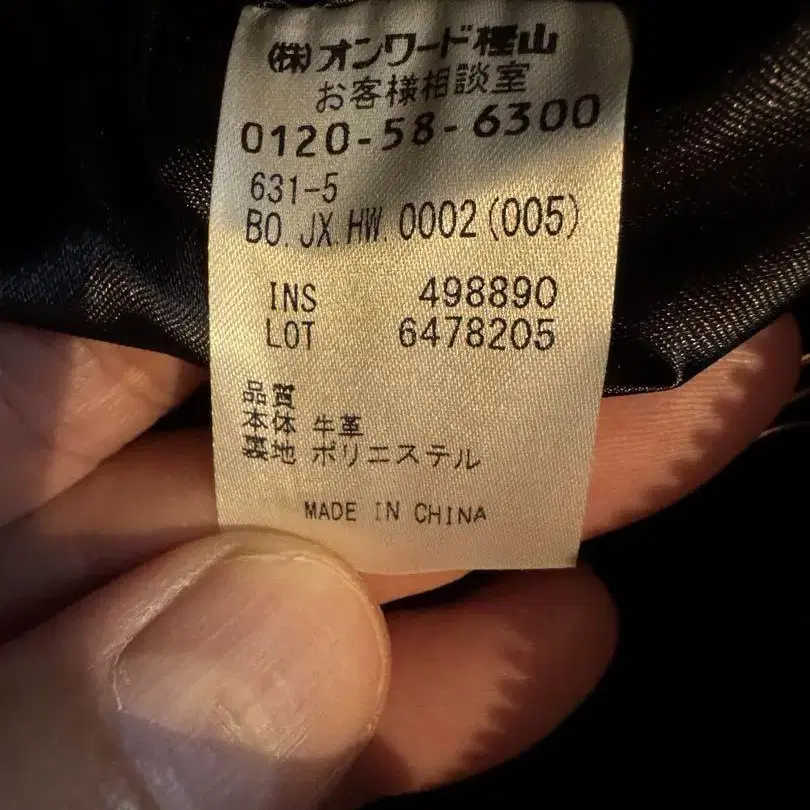 (株)オンワード樫山
お客様相談室
0120-58-6300
631-5
BO.JX.HW.0002(005)
INS 498890
LOT 6478205
品質
本体 牛革
裏地 ポリエステル
MADE IN CHINA